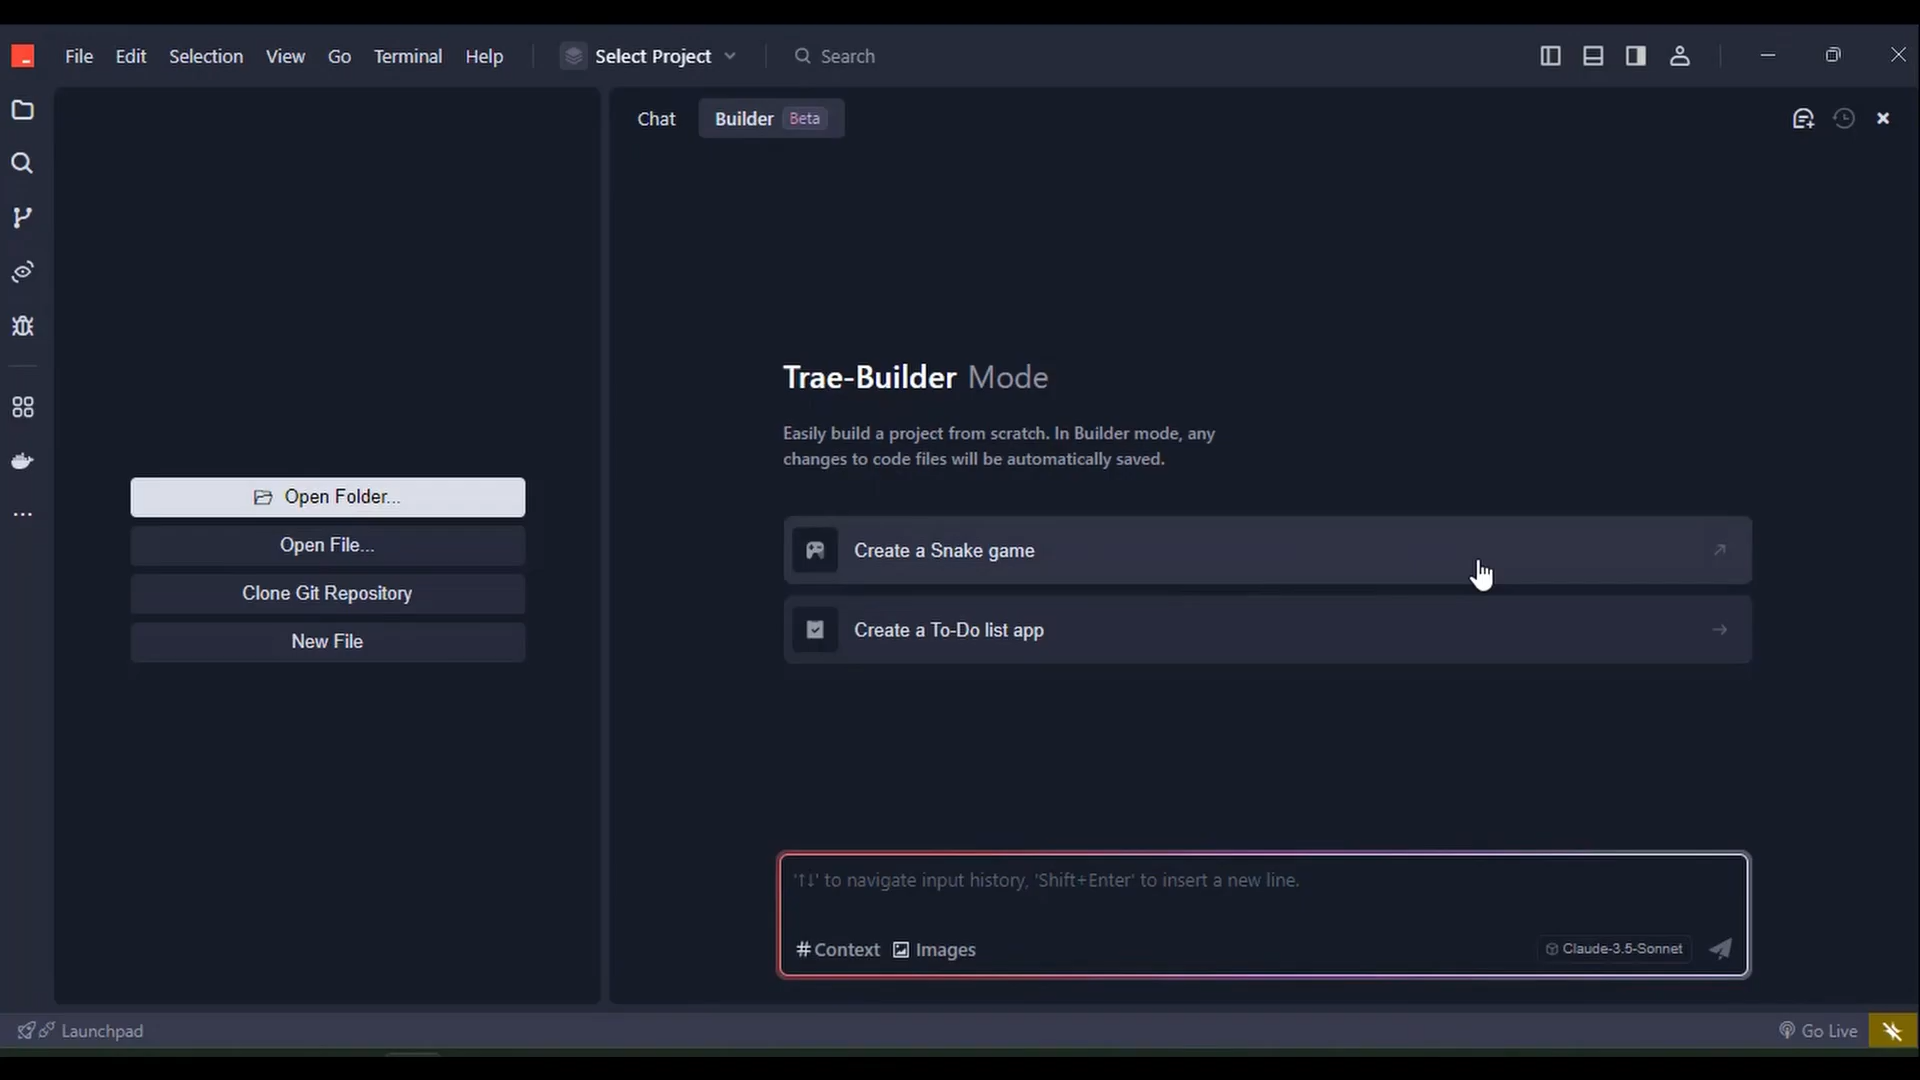 File Edit Selection View Go Terminal Help Select Project Search
Chat Builder Beta
Trae-Builder Mode
Easily build a project from scratch. In Builder mode, any
changes to code files will be automatically saved.
Open Folder...
Open File...
Clone Git Repository
New File
Create a Snake game
Create a To-Do list app
'↑↓' to navigate input history, 'Shift+Enter' to insert a new line.
# Context Images Claude-3.5-Sonnet
Launchpad Go Live